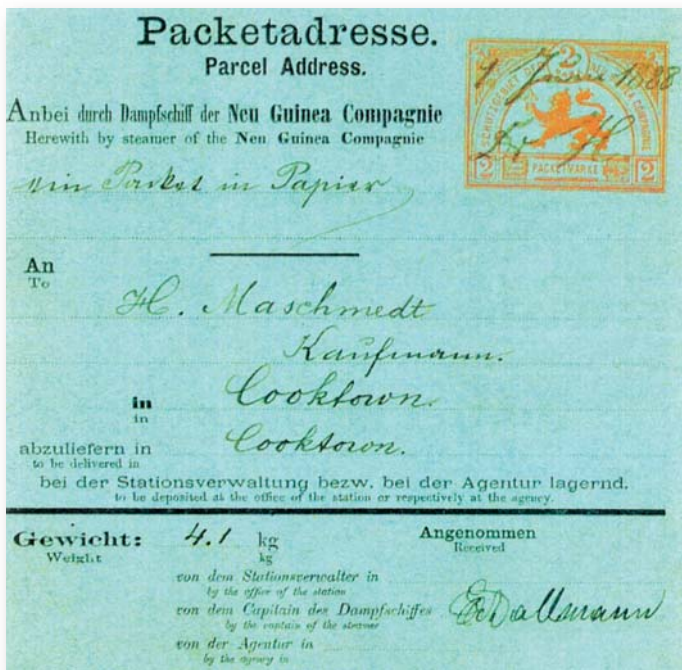 Packetadresse.
Parcel Address.
Anbei durch Dampfschiff der Neu Guinea Compagnie
Herewith by steamer of the Neu Guinea Compagnie
ein Packet in Papier
2
1 Juni 1888
2 PACKETMARKE 2
An
To
H. Maschmedt
Kaufmann.
in Cooktown.
in
abzuliefern in Cooktown.
to be delivered in
bei der Stationsverwaltung bezw. bei der Agentur lagernd.
to be deposited at the office of the station or respectively at the agency.
Gewicht: 4.1 kg Angenommen
Weight kg Received
von dem Stationsverwalter in
by the office of the station
von dem Capitain des Dampfschiffes Dallmann
by the captain of the steamer
von der Agentur in
by the agency in